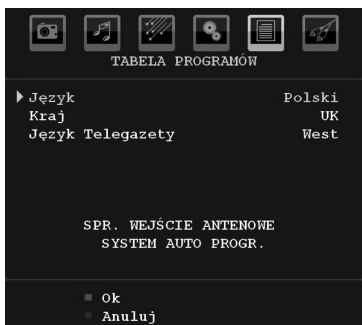 TABELA PROGRAMÓW
Język Polski
Kraj UK
Język Telegazety West
SPR. WEJŚCIE ANTENOWE
SYSTEM AUTO PROGR.
Ok
Anuluj